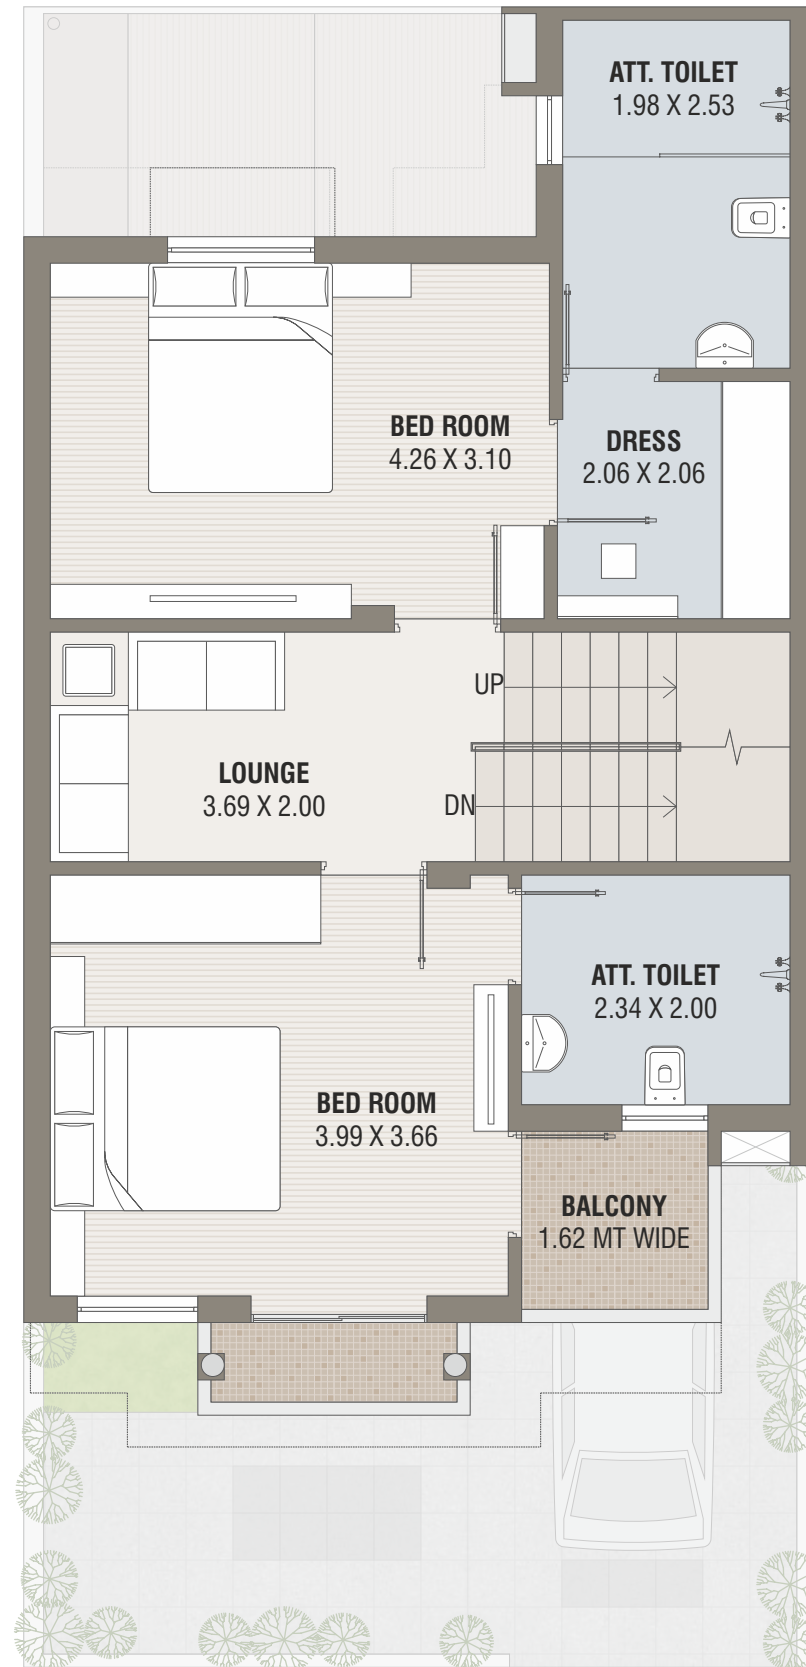 ATT. TOILET
1.98 X 2.53
BED ROOM
4.26 X 3.10
DRESS
2.06 X 2.06
UP
LOUNGE
3.69 X 2.00
DN
ATT. TOILET
2.34 X 2.00
BED ROOM
3.99 X 3.66
BALCONY
1.62 MT WIDE